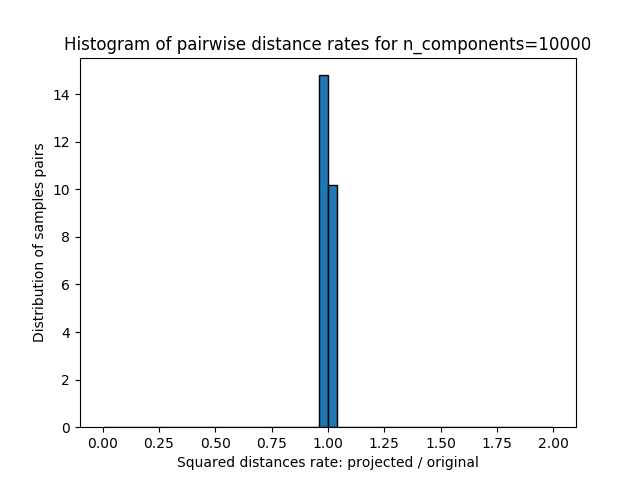 Histogram of pairwise distance rates for n_components=10000
14
12
10
8
6
4
2
0
Distribution of samples pairs
0.00 0.25 0.50 0.75 1.00 1.25 1.50 1.75 2.00
Squared distances rate: projected / original